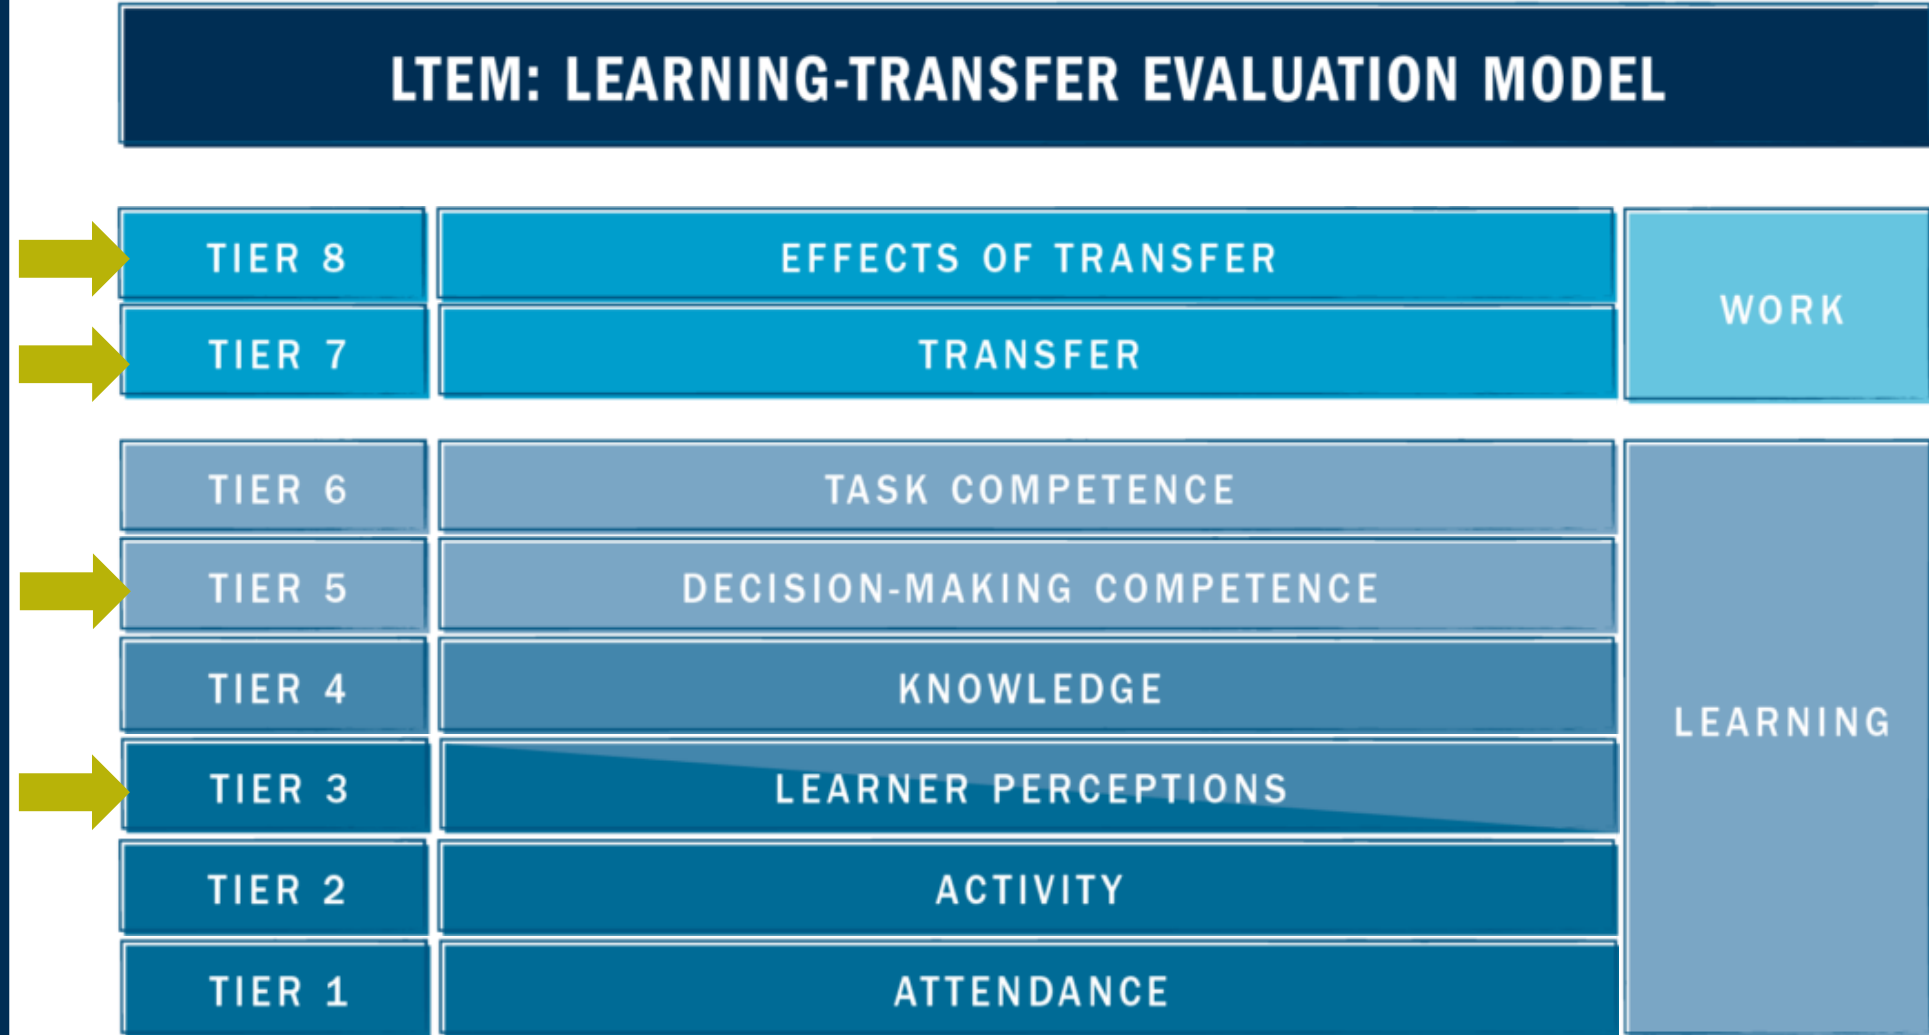 LTEM: LEARNING-TRANSFER EVALUATION MODEL
TIER 8 EFFECTS OF TRANSFER
WORK
TIER 7 TRANSFER
TIER 6 TASK COMPETENCE
TIER 5 DECISION-MAKING COMPETENCE
TIER 4 KNOWLEDGE
LEARNING
TIER 3 LEARNER PERCEPTIONS
TIER 2 ACTIVITY
TIER 1 ATTENDANCE